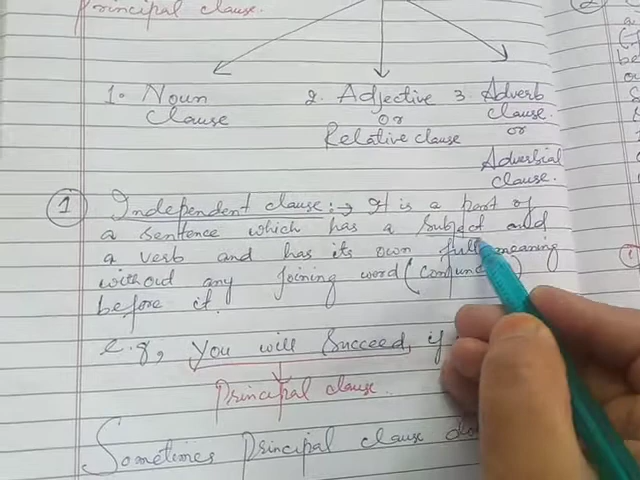 Principal clause.
1. Noun Clause
2. Adjective or Relative clause
3. Adverb clause. or Adverbial clause.
1 Independent clause :→ It is a part of
a sentence which has a subject and
a verb and has its own full meaning
without any joining word (
before it.
e.g, You will succeed, if
Principal clause.
Sometimes principal clause